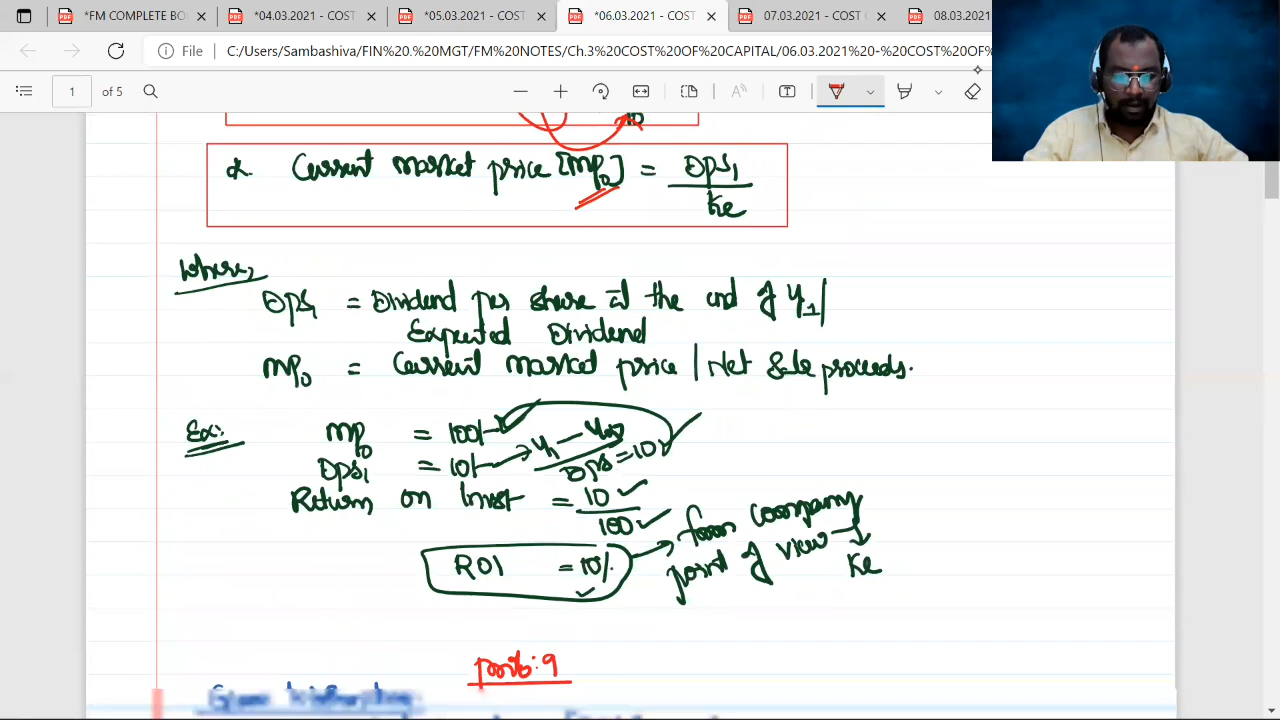 *FM COMPLETE BO
*04.03.2021 - COST
*05.03.2021 - COST
*06.03.2021 - COST
07.03.2021 - COST
08.03.2021
File C:/Users/Sambashiva/FIN%20.%20MGT/FM%20NOTES/Ch.3%20COST%20OF%20CAPITAL/06.03.2021%20-%20COST%20OF%
1 of 5
10
2. Current market price [MP0] = DPS1 / Ke
Where,
DPS1 = Dividend per share at the end of Y1 |
Expected Dividend
MP0 = Current market price | Net Sale proceeds.
Ex:
MP0 = 100/-
DPS1 = 10/-
DPS = 10
Return on Invest = 10 / 100
ROI = 10%
from company
point of view
Ke
prob: 9